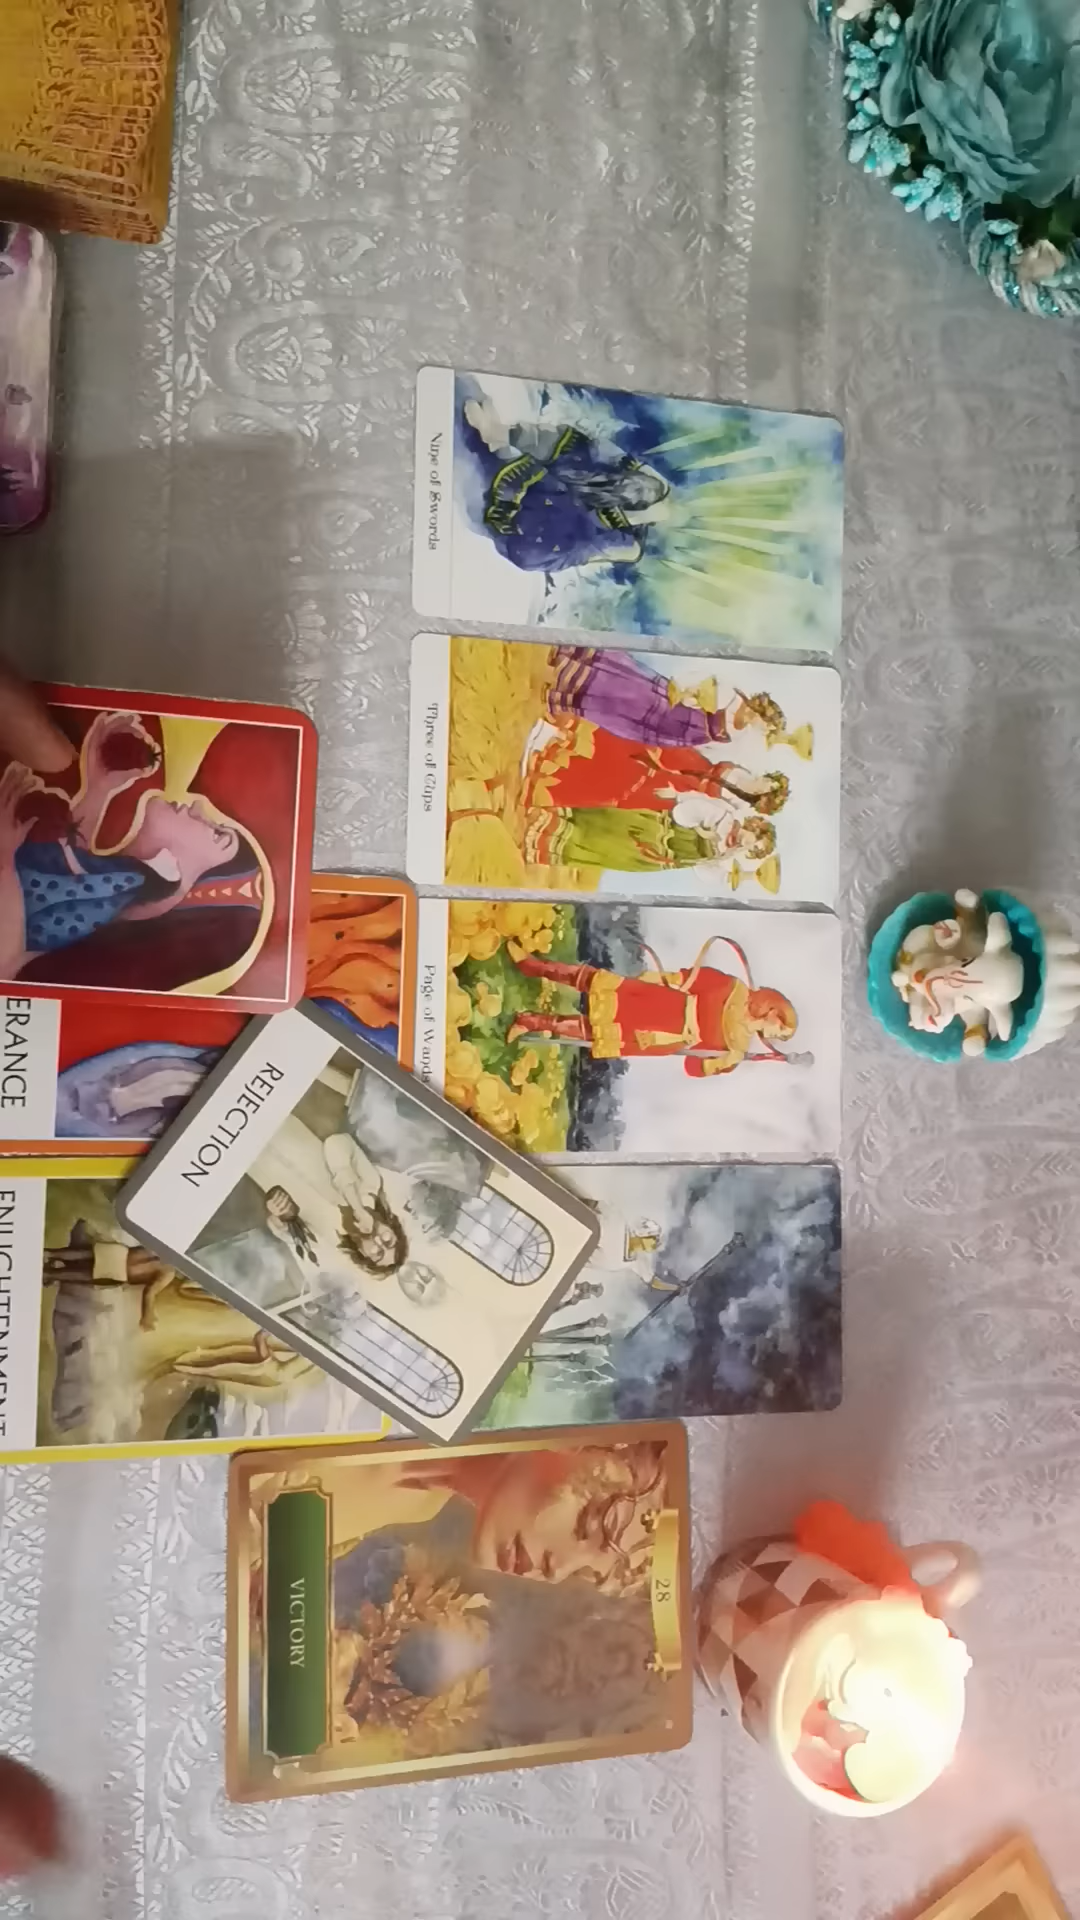 Nine of Swords
Three of Cups
Page of Wands
ERANCE
REJECTION
ENLIGHTENMENT
28
VICTORY